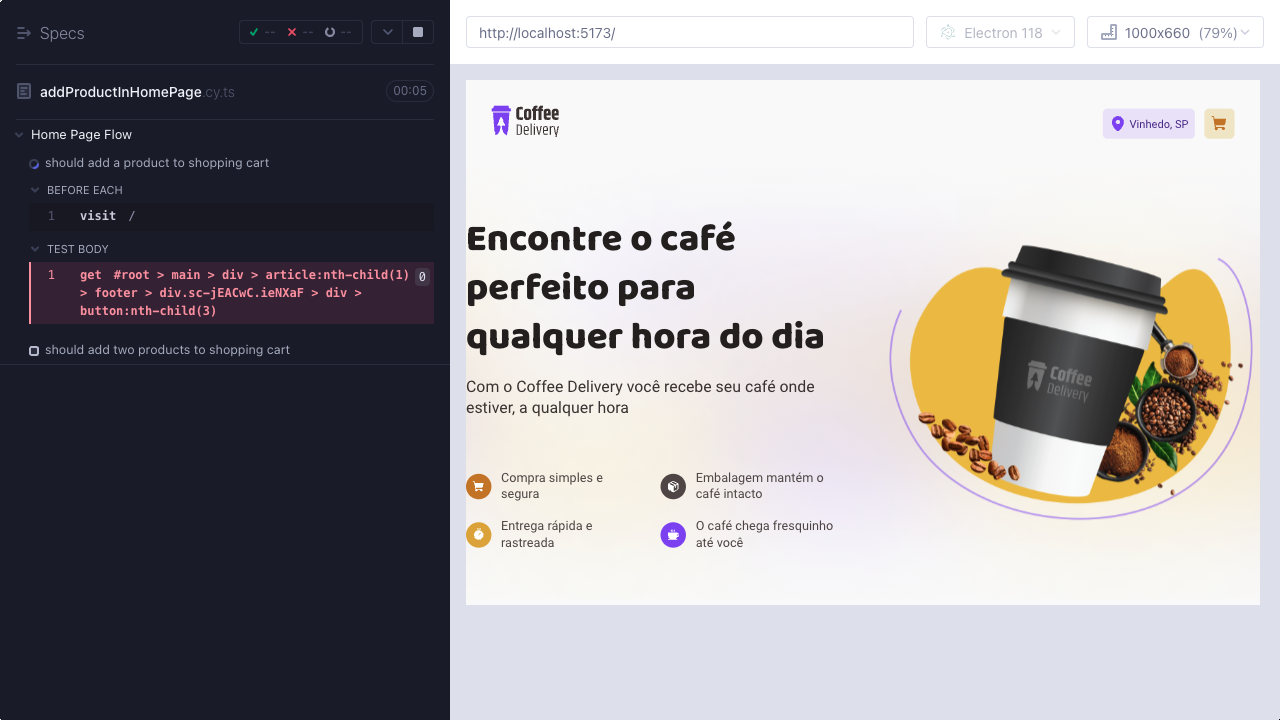 Specs
-- -- --
addProductInHomePage.cy.ts
00:05
Home Page Flow
should add a product to shopping cart
BEFORE EACH
1 visit /
TEST BODY
1 get #root > main > div > article:nth-child(1) 0
> footer > div.sc-jEACwC.ieNXaF > div >
button:nth-child(3)
should add two products to shopping cart
http://localhost:5173/
Electron 118
1000x660 (79%)
Coffee
Delivery
Vinhedo, SP
Encontre o café
perfeito para
qualquer hora do dia
Com o Coffee Delivery você recebe seu café onde
estiver, a qualquer hora
Compra simples e
segura
Embalagem mantém o
café intacto
Entrega rápida e
rastreada
O café chega fresquinho
até você
Coffee
Delivery